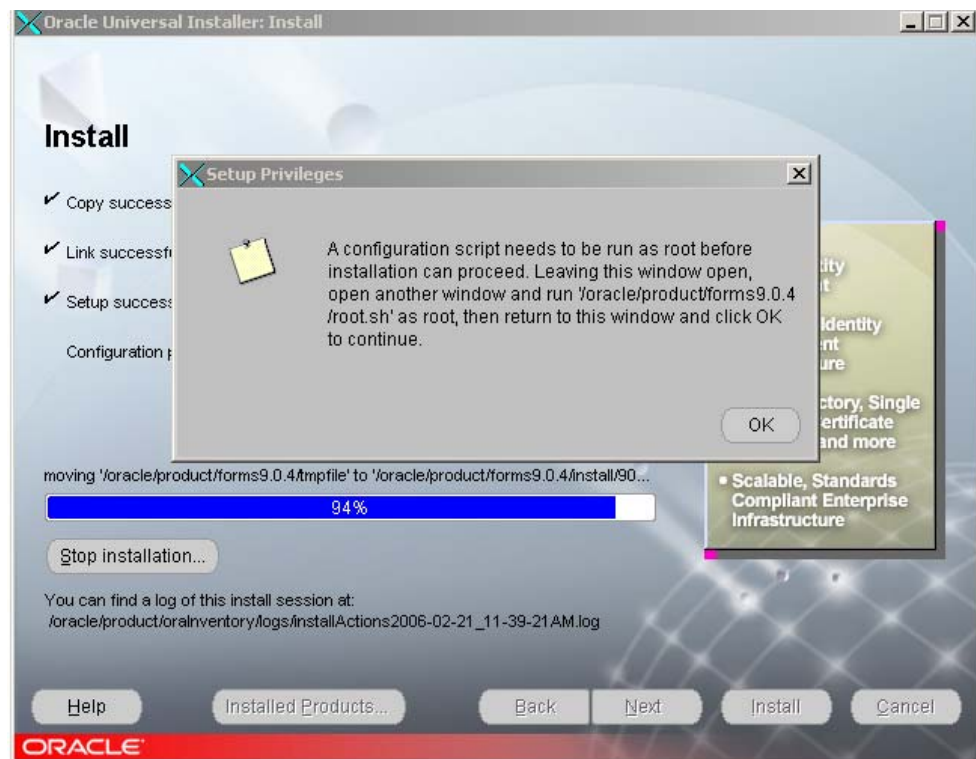 Oracle Universal Installer: Install
Install
Setup Privileges
Copy success
Link successfu
Setup success
Configuration p
A configuration script needs to be run as root before
installation can proceed. Leaving this window open,
open another window and run '/oracle/product/forms9.0.4
/root.sh' as root, then return to this window and click OK
to continue.
OK
tity
t
Identity
nt
ure
ctory, Single
ertificate
and more
• Scalable, Standards
Compliant Enterprise
Infrastructure
moving '/oracle/product/forms9.0.4/tmpfile' to '/oracle/product/forms9.0.4/install/90...
94%
Stop installation...
You can find a log of this install session at:
/oracle/product/oraInventory/logs/installActions2006-02-21_11-39-21AM.log
Help
Installed Products...
Back
Next
Install
Cancel
ORACLE